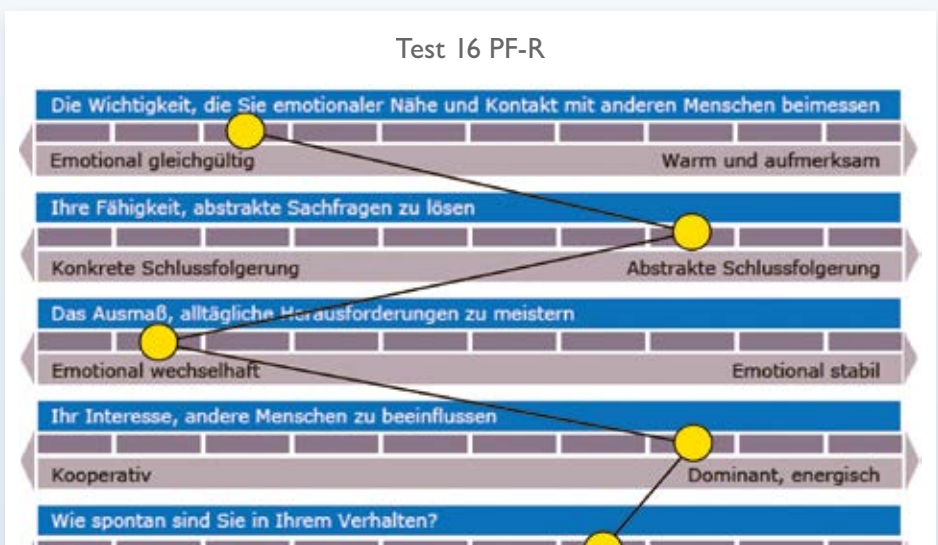 Test 16 PF-R
Die Wichtigkeit, die Sie emotionaler Nähe und Kontakt mit anderen Menschen beimessen
Emotional gleichgültig Warm und aufmerksam
Ihre Fähigkeit, abstrakte Sachfragen zu lösen
Konkrete Schlussfolgerung Abstrakte Schlussfolgerung
Das Ausmaß, alltägliche Herausforderungen zu meistern
Emotional wechselhaft Emotional stabil
Ihr Interesse, andere Menschen zu beeinflussen
Kooperativ Dominant, energisch
Wie spontan sind Sie in Ihrem Verhalten?